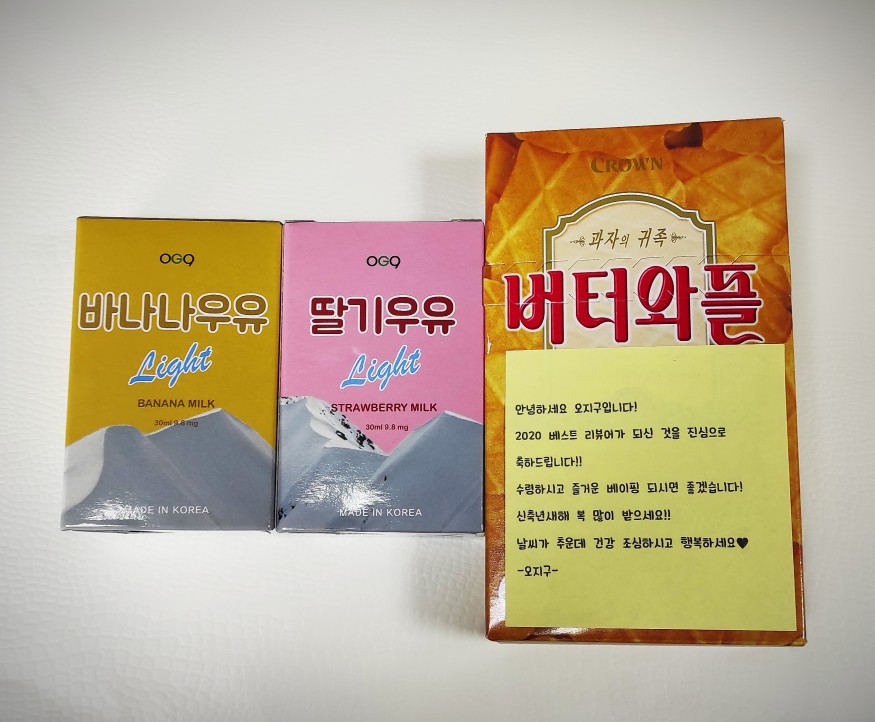 OG9
바나나우유
Light
BANANA MILK
30ml 9.8 mg
MADE IN KOREA
OG9
딸기우유
Light
STRAWBERRY MILK
30ml 9.8 mg
MADE IN KOREA
CROWN
과자의 귀족
버터와플
안녕하세요 오지구입니다!
2020 베스트 리뷰어가 되신 것을 진심으로
축하드립니다!!
수령하시고 즐거운 베이핑 되시면 좋겠습니다!
신축년새해 복 많이 받으세요!!
날씨가 추운데 건강 조심하시고 행복하세요♥
-오지구-